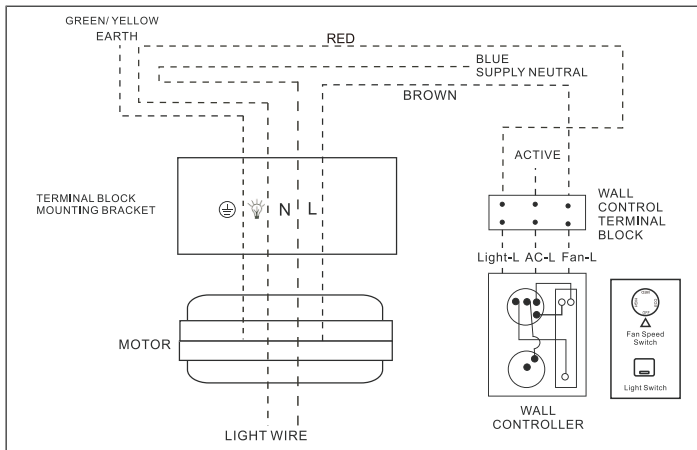 GREEN/ YELLOW
EARTH
RED
BLUE
SUPPLY NEUTRAL
BROWN
ACTIVE
TERMINAL BLOCK
MOUNTING BRACKET
N L
WALL
CONTROL
TERMINAL
BLOCK
Light-L AC-L Fan-L
MOTOR
Fan Speed
Switch
Light Switch
WALL
CONTROLLER
LIGHT WIRE